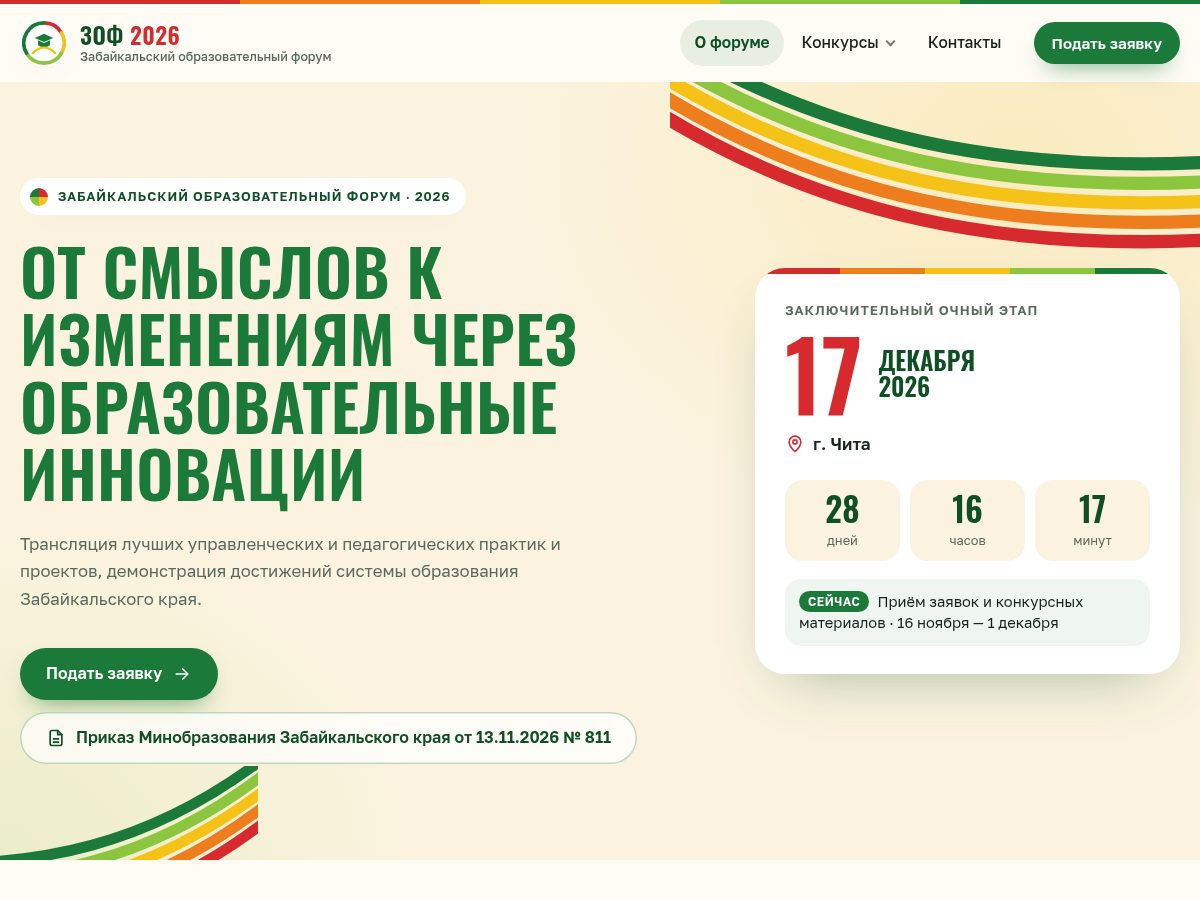 ЗОФ 2026
Забайкальский образовательный форум
О форуме
Конкурсы
Контакты
Подать заявку
ЗАБАЙКАЛЬСКИЙ ОБРАЗОВАТЕЛЬНЫЙ ФОРУМ · 2026
ОТ СМЫСЛОВ К
ИЗМЕНЕНИЯМ ЧЕРЕЗ
ОБРАЗОВАТЕЛЬНЫЕ
ИННОВАЦИИ
Трансляция лучших управленческих и педагогических практик и
проектов, демонстрация достижений системы образования
Забайкальского края.
Подать заявку
Приказ Минобразования Забайкальского края от 13.11.2026 № 811
ЗАКЛЮЧИТЕЛЬНЫЙ ОЧНЫЙ ЭТАП
17
ДЕКАБРЯ
2026
г. Чита
28
дней
16
часов
17
минут
СЕЙЧАС Приём заявок и конкурсных
материалов · 16 ноября — 1 декабря